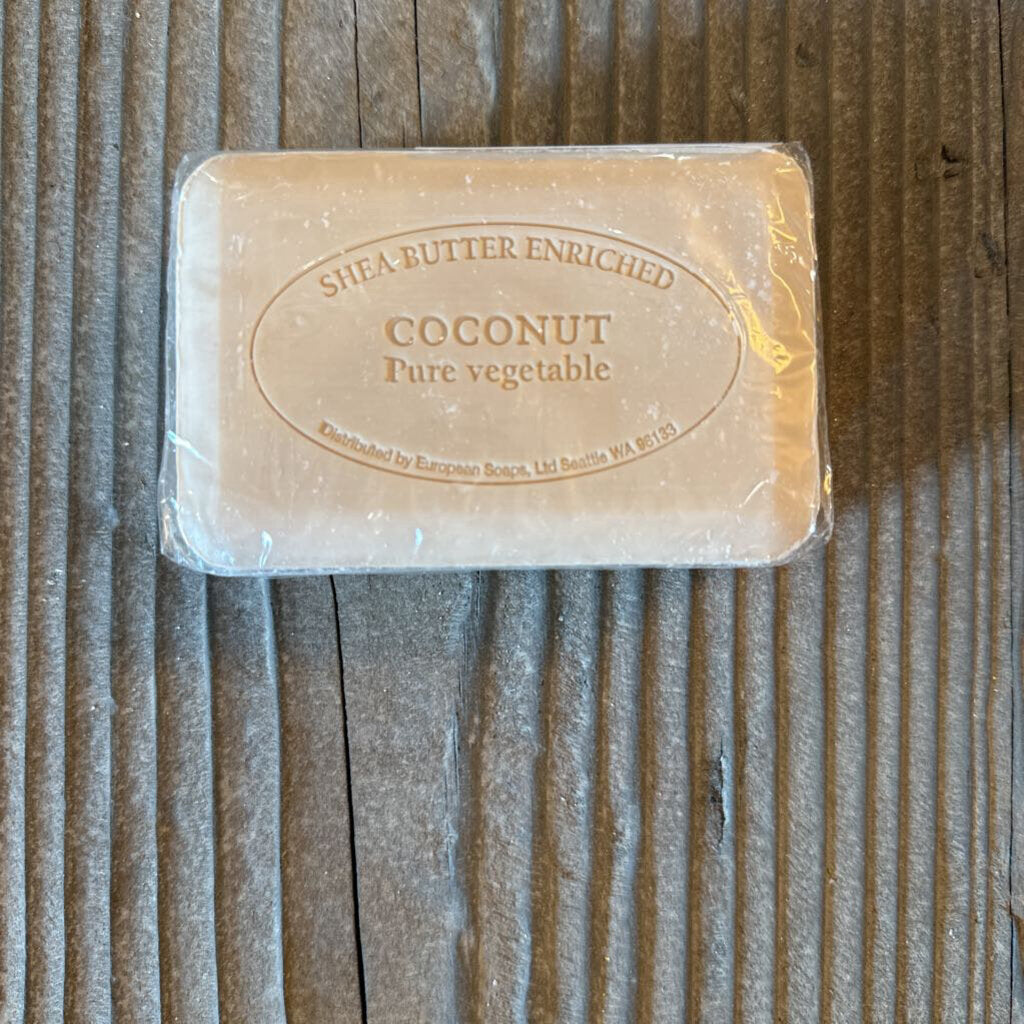 SHEA BUTTER ENRICHED
COCONUT
Pure vegetable
Distributed by European Soaps, Ltd Seattle WA 98133